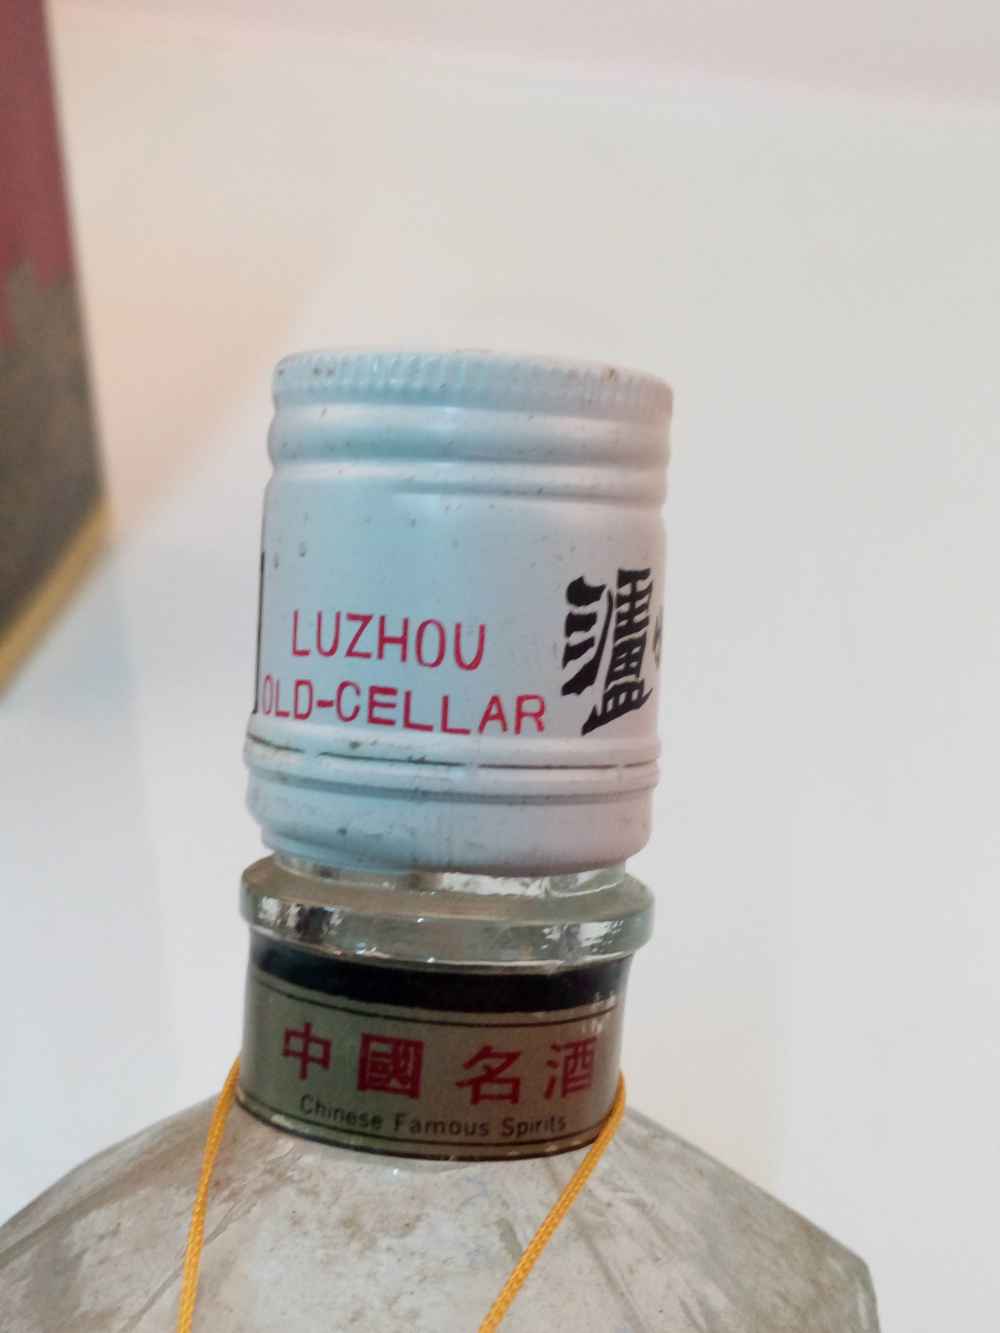 LUZHOU
OLD-CELLAR
中國名酒
Chinese Famous Spirits